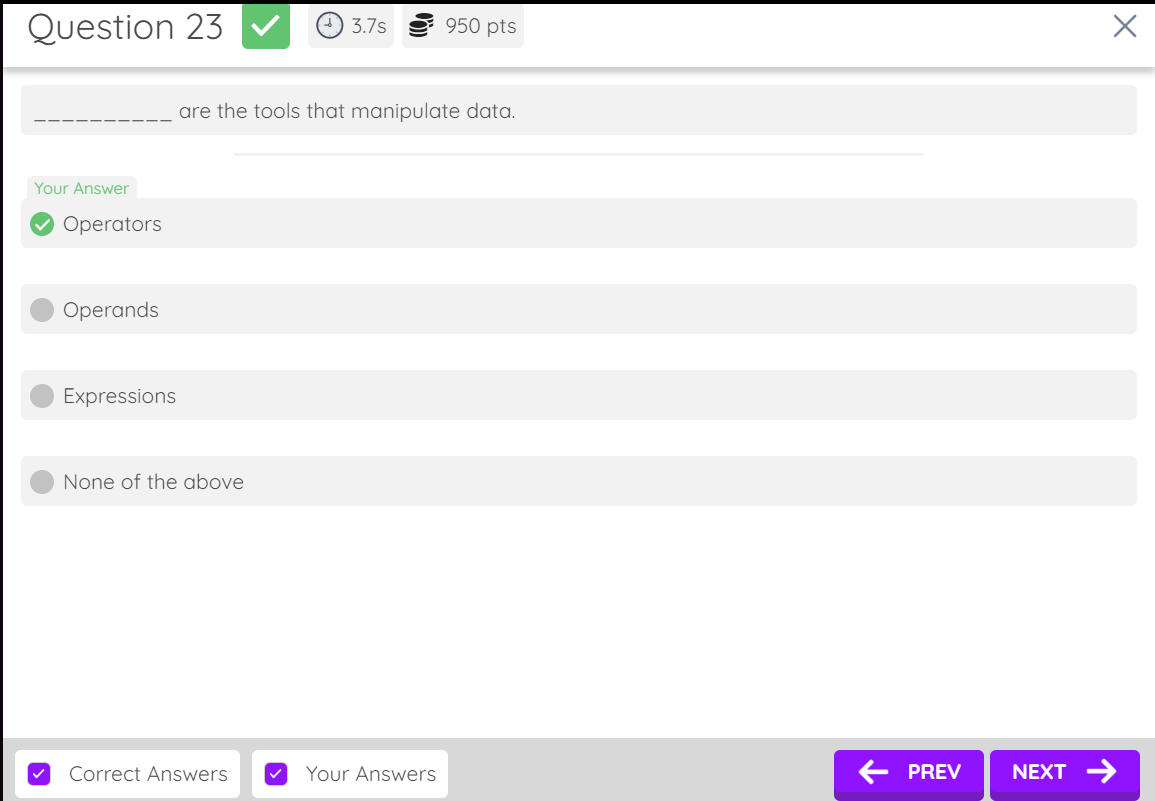 Question 23 3.7s 950 pts
__________ are the tools that manipulate data.
Your Answer
Operators
Operands
Expressions
None of the above
Correct Answers Your Answers PREV NEXT